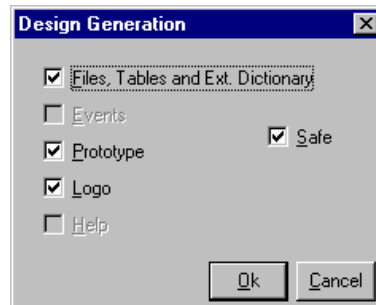 Design Generation
Files, Tables and Ext. Dictionary
Events
Safe
Prototype
Logo
Help
Ok
Cancel